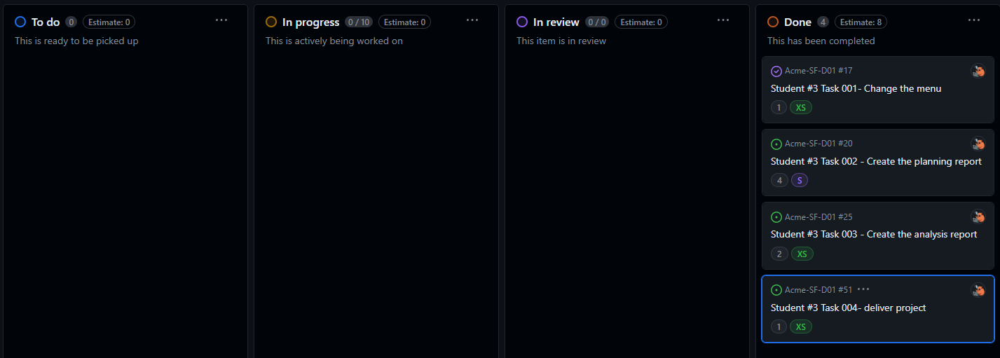 To do 0 Estimate: 0
This is ready to be picked up
In progress 0 / 10 Estimate: 0
This is actively being worked on
In review 0 / 0 Estimate: 0
This item is in review
Done 4 Estimate: 8
This has been completed
Acme-SF-D01 #17
Student #3 Task 001- Change the menu
1 XS
Acme-SF-D01 #20
Student #3 Task 002 - Create the planning report
4 S
Acme-SF-D01 #25
Student #3 Task 003 - Create the analysis report
2 XS
Acme-SF-D01 #51
Student #3 Task 004- deliver project
1 XS